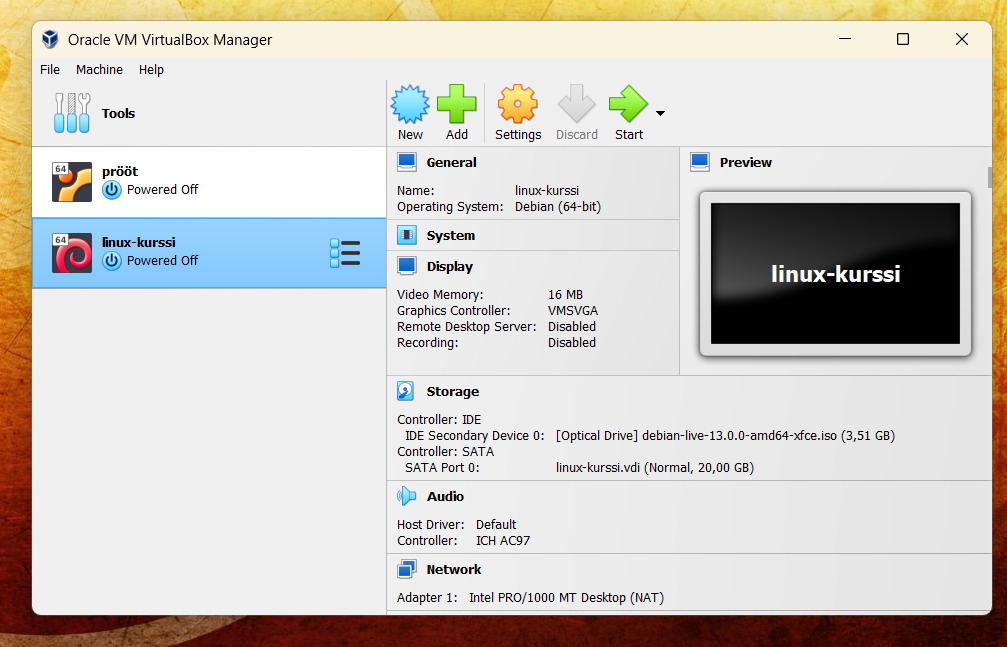 Oracle VM VirtualBox Manager
File Machine Help
Tools
New Add Settings Discard Start
64
prööt
Powered Off
64
linux-kurssi
Powered Off
General
Name: linux-kurssi
Operating System: Debian (64-bit)
System
Display
Video Memory: 16 MB
Graphics Controller: VMSVGA
Remote Desktop Server: Disabled
Recording: Disabled
Preview
linux-kurssi
Storage
Controller: IDE
IDE Secondary Device 0: [Optical Drive] debian-live-13.0.0-amd64-xfce.iso (3,51 GB)
Controller: SATA
SATA Port 0: linux-kurssi.vdi (Normal, 20,00 GB)
Audio
Host Driver: Default
Controller: ICH AC97
Network
Adapter 1: Intel PRO/1000 MT Desktop (NAT)